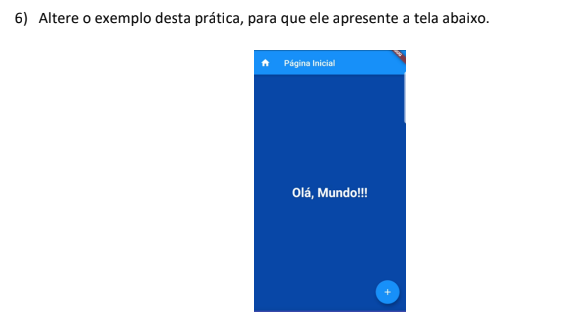 6) Altere o exemplo desta prática, para que ele apresente a tela abaixo.
Página Inicial
Olá, Mundo!!!
+